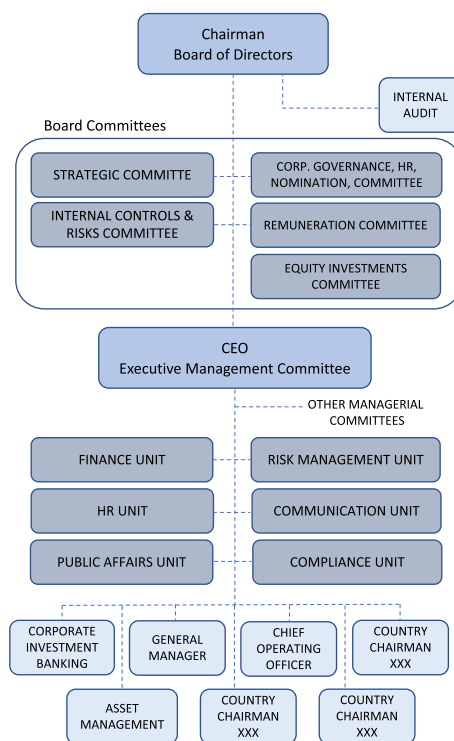 Chairman
Board of Directors
INTERNAL
AUDIT
Board Committees
STRATEGIC COMMITTE
CORP. GOVERNANCE, HR,
NOMINATION, COMMITTEE
INTERNAL CONTROLS &
RISKS COMMITTEE
REMUNERATION COMMITTEE
EQUITY INVESTMENTS
COMMITTEE
CEO
Executive Management Committee
OTHER MANAGERIAL
COMMITTEES
FINANCE UNIT
RISK MANAGEMENT UNIT
HR UNIT
COMMUNICATION UNIT
PUBLIC AFFAIRS UNIT
COMPLIANCE UNIT
CORPORATE
INVESTMENT
BANKING
GENERAL
MANAGER
CHIEF
OPERATING
OFFICER
COUNTRY
CHAIRMAN
XXX
ASSET
MANAGEMENT
COUNTRY
CHAIRMAN
XXX
COUNTRY
CHAIRMAN
XXX